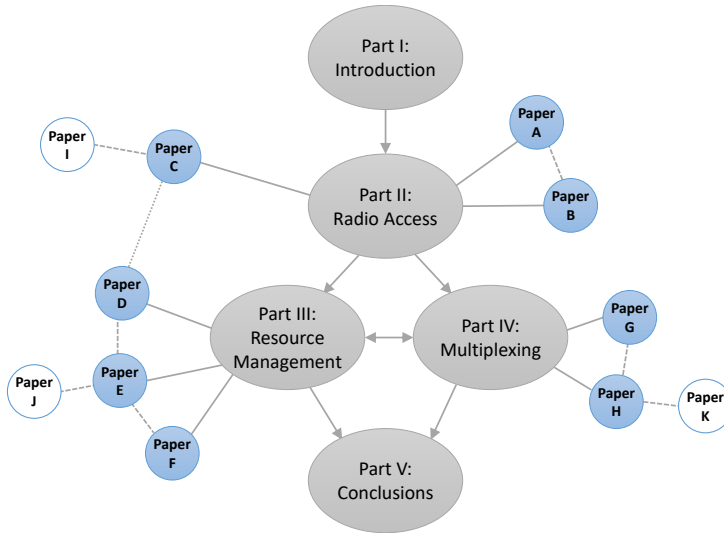 Part I:
Introduction
Paper
A
Paper
I
Paper
C
Part II:
Radio Access
Paper
B
Paper
D
Part III:
Resource
Management
Part IV:
Multiplexing
Paper
G
Paper
J
Paper
E
Paper
H
Paper
K
Paper
F
Part V:
Conclusions